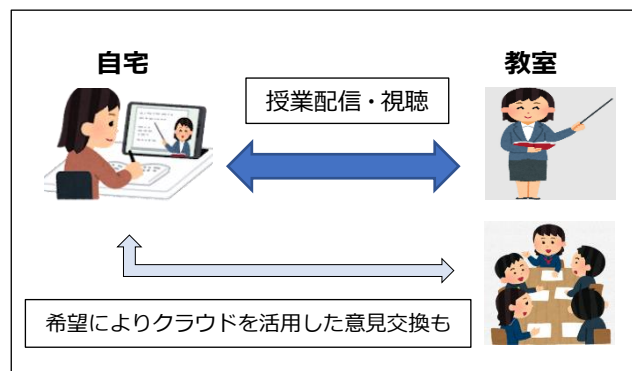 自宅
教室
授業配信・視聴
希望によりクラウドを活用した意見交換も